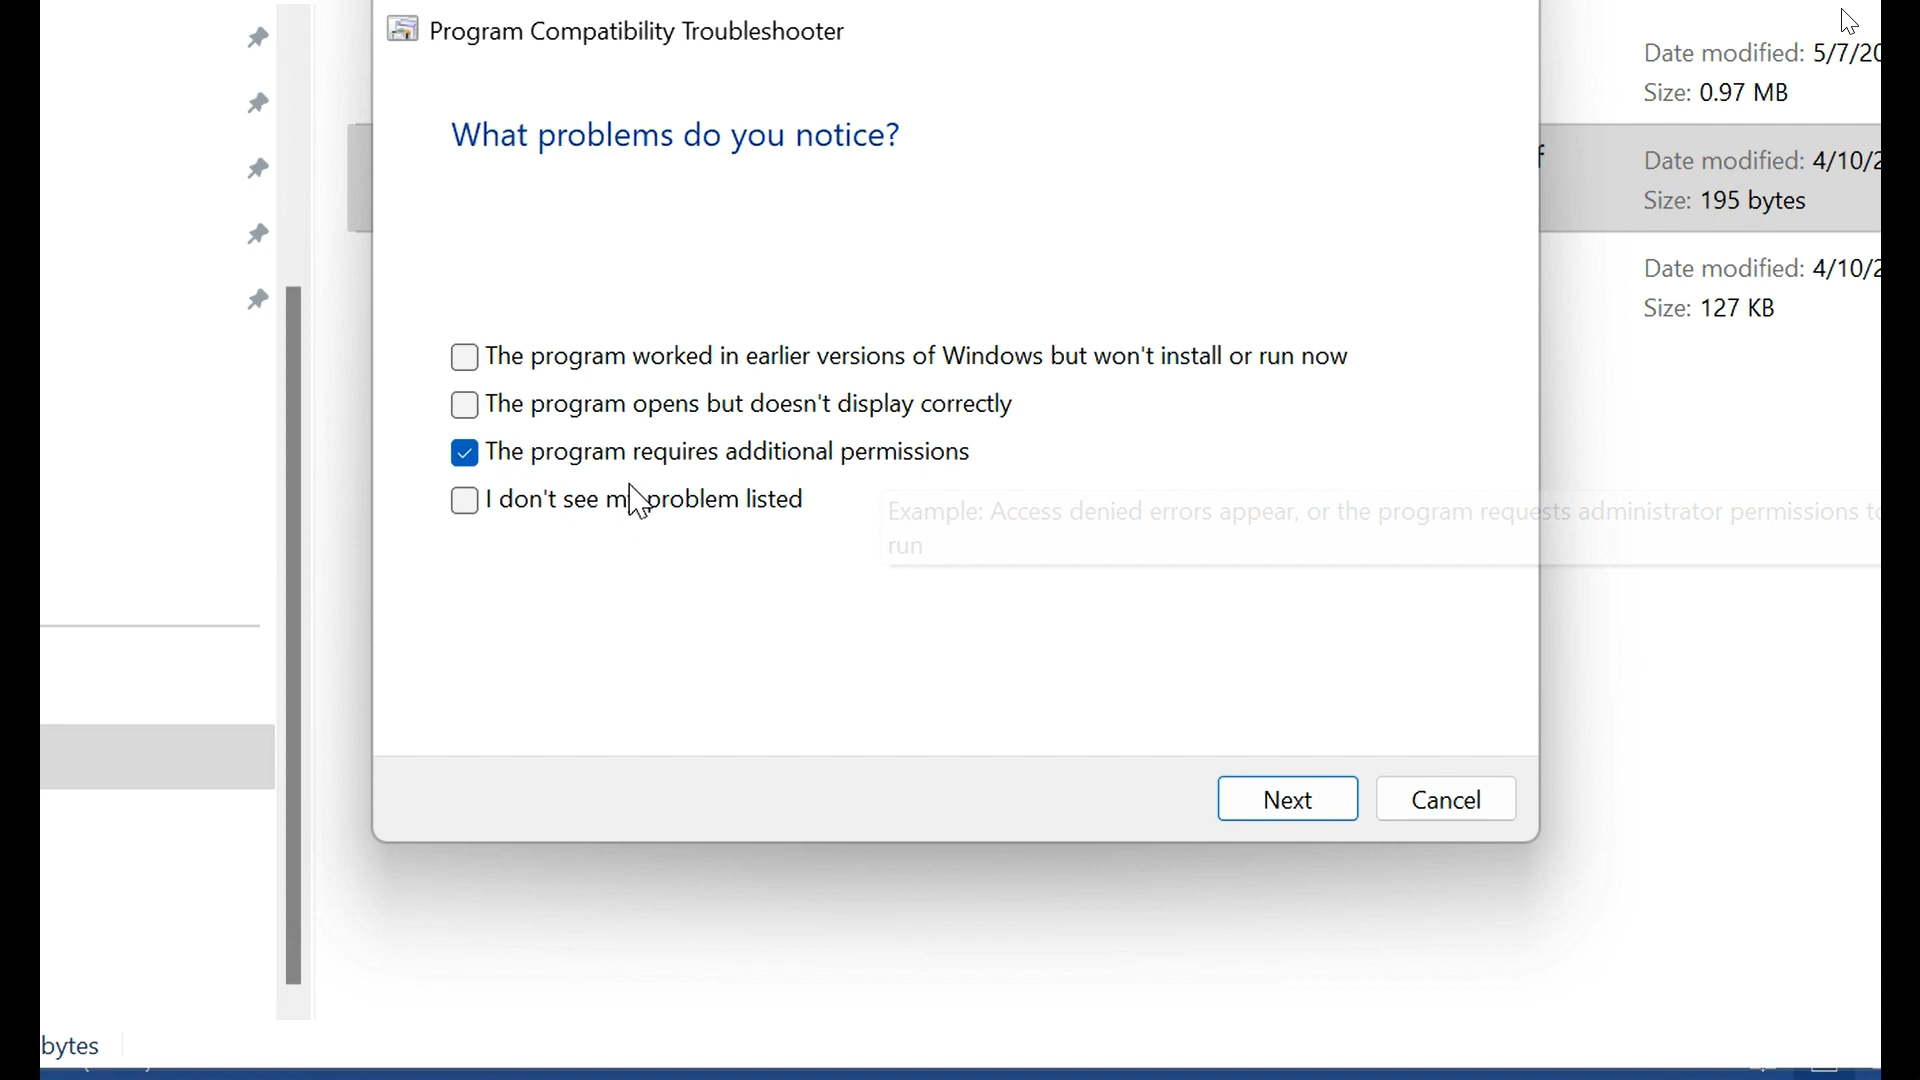 Program Compatibility Troubleshooter
Date modified: 5/7/20
Size: 0.97 MB
What problems do you notice?
f
Date modified: 4/10/2
Size: 195 bytes
Date modified: 4/10/2
Size: 127 KB
The program worked in earlier versions of Windows but won't install or run now
The program opens but doesn't display correctly
The program requires additional permissions
I don't see my problem listed
Example: Access denied errors appear, or the program requests administrator permissions to
run
Next
Cancel
bytes